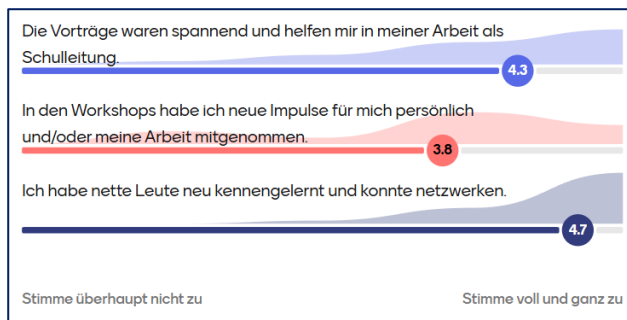 Die Vorträge waren spannend und helfen mir in meiner Arbeit als
Schulleitung.
4.3
In den Workshops habe ich neue Impulse für mich persönlich
und/oder meine Arbeit mitgenommen.
3.8
Ich habe nette Leute neu kennengelernt und konnte netzwerken.
4.7
Stimme überhaupt nicht zu
Stimme voll und ganz zu